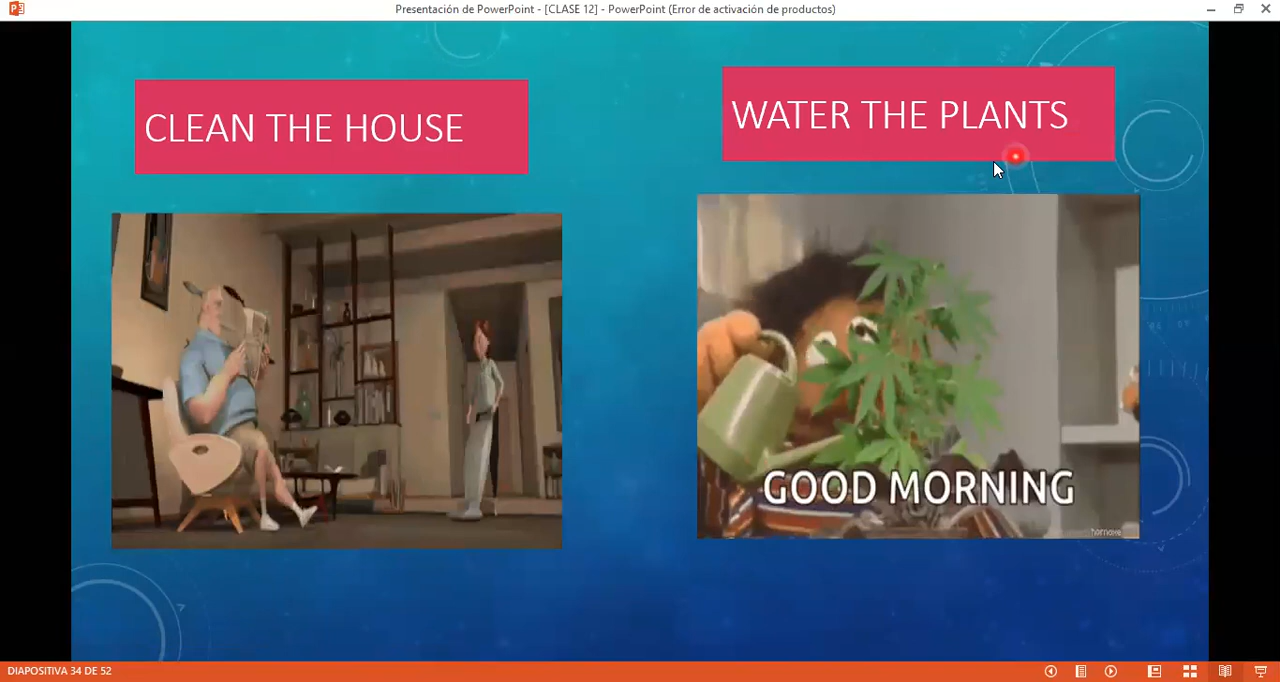 Presentación de PowerPoint - [CLASE 12] - PowerPoint (Error de activación de productos)
CLEAN THE HOUSE
WATER THE PLANTS
GOOD MORNING
DIAPOSITIVA 34 DE 52